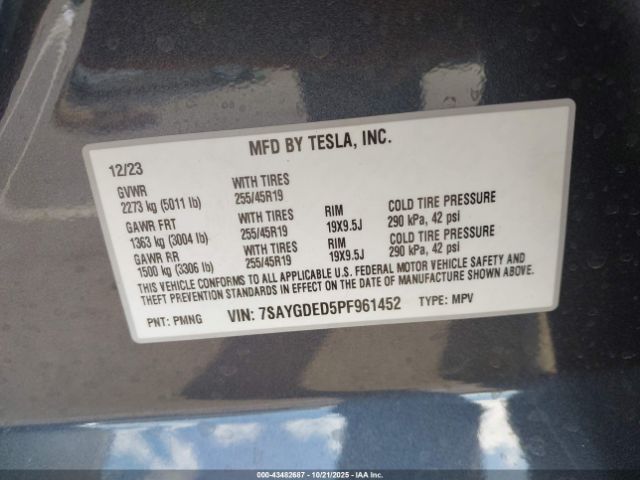 MFD BY TESLA, INC.
12/23
GVWR WITH TIRES
2273 kg (5011 lb) 255/45R19
GAWR FRT WITH TIRES RIM COLD TIRE PRESSURE
1363 kg (3004 lb) 255/45R19 19X9.5J 290 kPa, 42 psi
GAWR RR WITH TIRES RIM COLD TIRE PRESSURE
1500 kg (3306 lb) 255/45R19 19X9.5J 290 kPa, 42 psi
THIS VEHICLE CONFORMS TO ALL APPLICABLE U.S. FEDERAL MOTOR VEHICLE SAFETY AND
THEFT PREVENTION STANDARDS IN EFFECT ON THE DATE OF MANUFACTURE SHOWN ABOVE.
PNT: PMNG VIN: 7SAYGDED5PF961452 TYPE: MPV
000-43482687 - 10/21/2025 - IAAI.COM